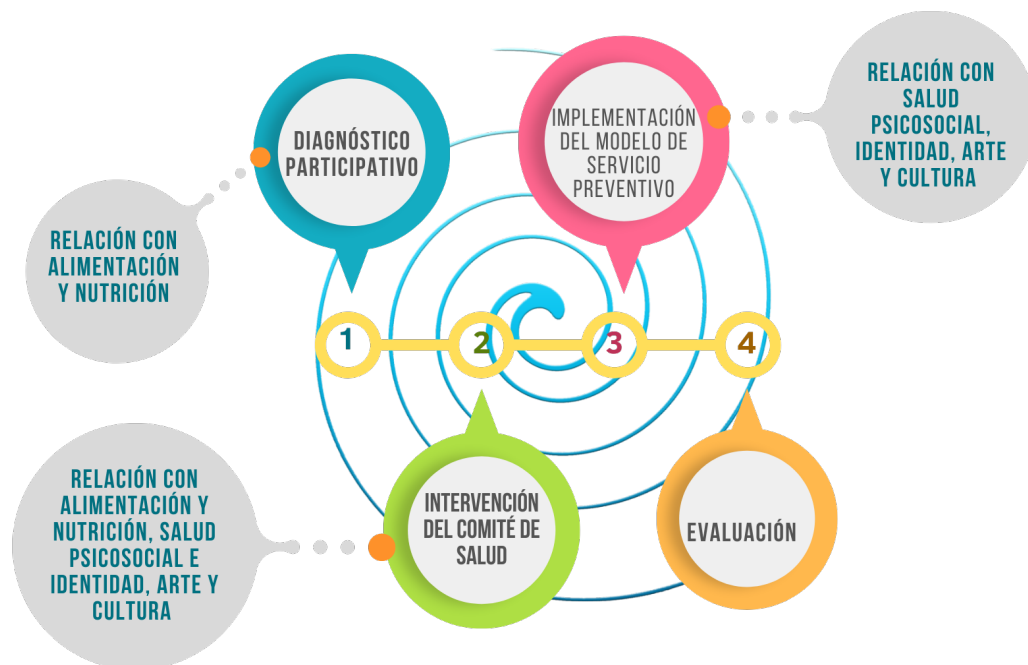 DIAGNÓSTICO
PARTICIPATIVO
IMPLEMENTACIÓN
DEL MODELO DE
SERVICIO
PREVENTIVO
RELACIÓN CON
SALUD
PSICOSOCIAL,
IDENTIDAD, ARTE
Y CULTURA
RELACIÓN CON
ALIMENTACIÓN
Y NUTRICIÓN
1
2
3
4
RELACIÓN CON
ALIMENTACIÓN Y
NUTRICIÓN, SALUD
PSICOSOCIAL E
IDENTIDAD, ARTE Y
CULTURA
INTERVENCIÓN
DEL COMITÉ DE
SALUD
EVALUACIÓN